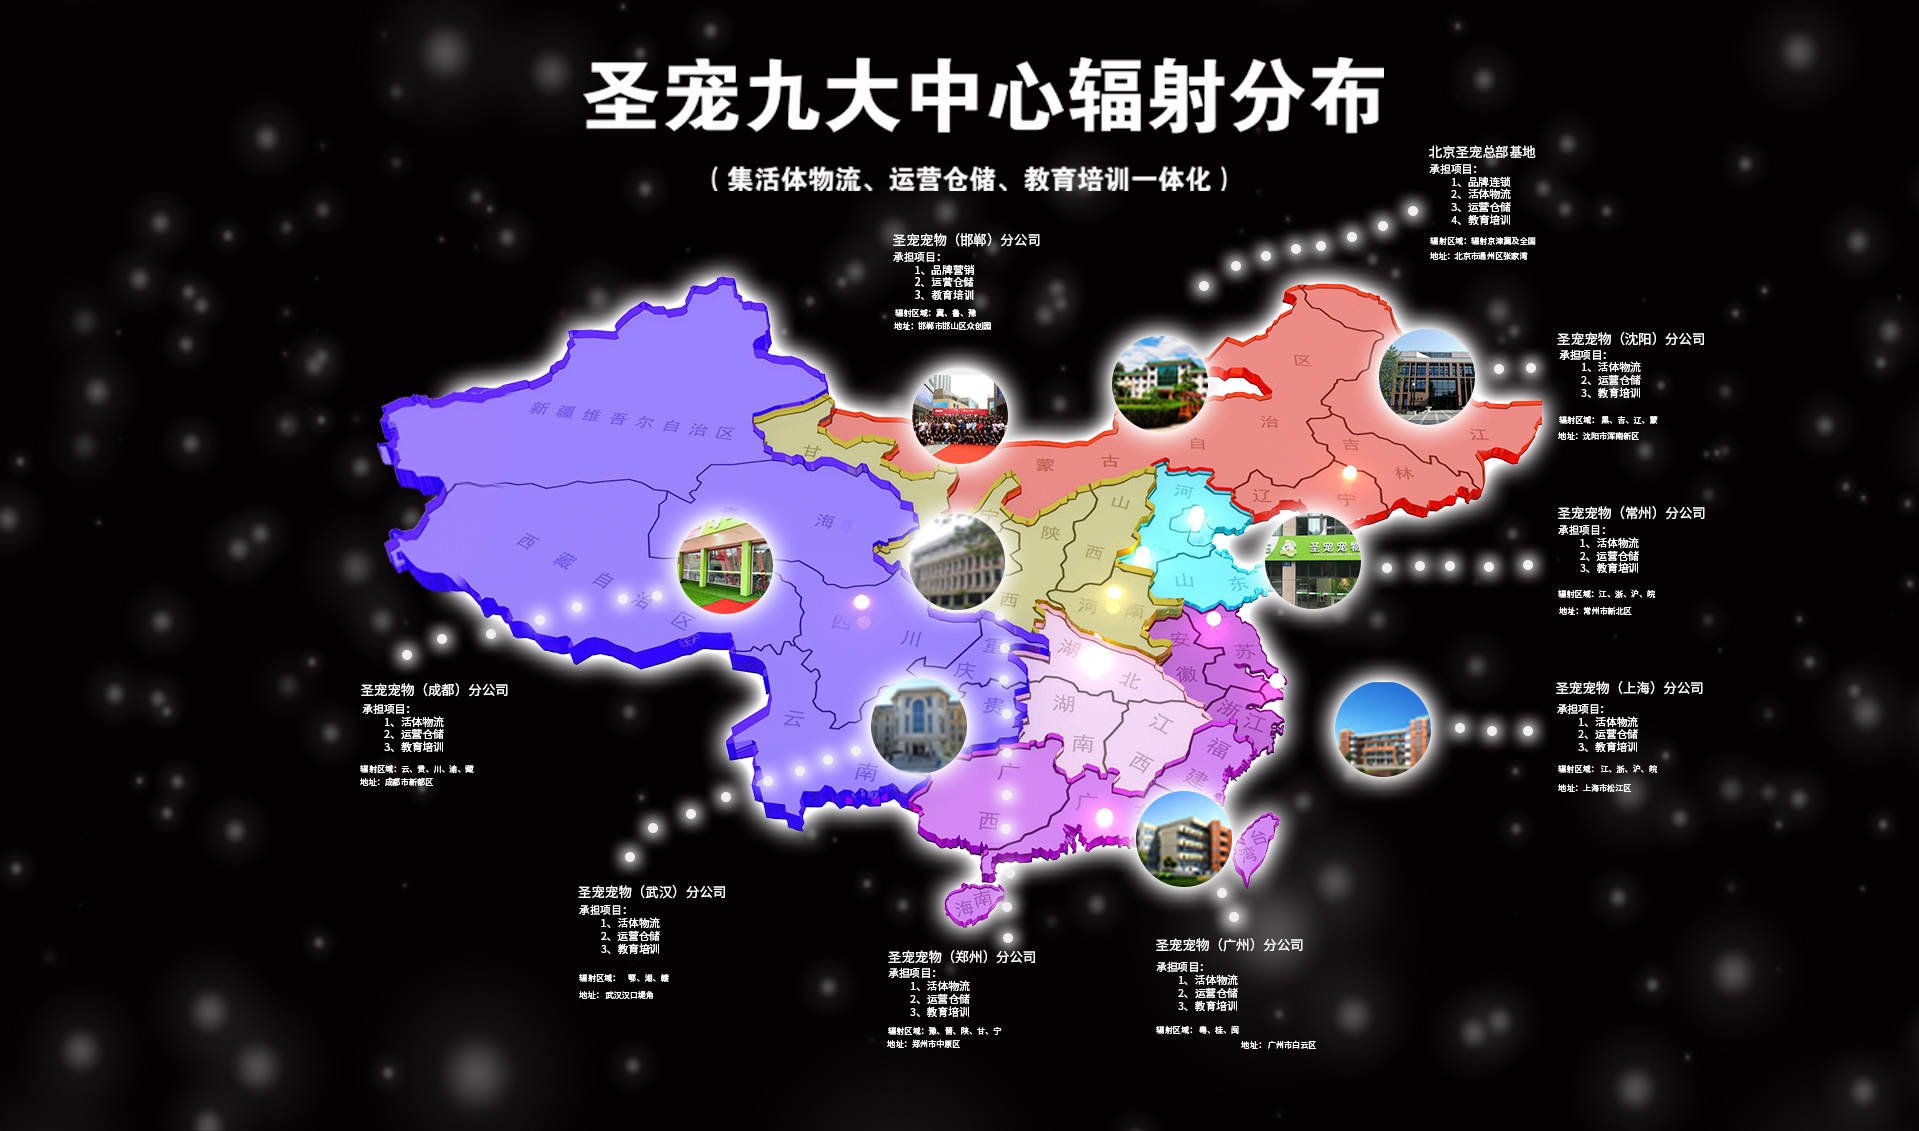 圣宠九大中心辐射分布
（集活体物流、运营仓储、教育培训一体化）
北京圣宠总部基地
承担项目：
1、品牌连锁
2、活体物流
3、运营仓储
4、教育培训
辐射区域：辐射京津冀及全国
地址：北京市通州区张家湾
圣宠宠物（邯郸）分公司
承担项目：
1、品牌营销
2、运营仓储
3、教育培训
辐射区域：冀、鲁、豫
地址：邯郸市邯山区众创园
圣宠宠物（沈阳）分公司
承担项目：
1、活体物流
2、运营仓储
3、教育培训
辐射区域：黑、吉、辽、蒙
地址：沈阳市浑南新区
圣宠宠物（常州）分公司
承担项目：
1、活体物流
2、运营仓储
3、教育培训
辐射区域：江、浙、沪、皖
地址：常州市新北区
圣宠宠物（上海）分公司
承担项目：
1、活体物流
2、运营仓储
3、教育培训
辐射区域：江、浙、沪、皖
地址：上海市松江区
圣宠宠物（成都）分公司
承担项目：
1、活体物流
2、运营仓储
3、教育培训
辐射区域：云、贵、川、渝、藏
地址：成都市新都区
圣宠宠物（武汉）分公司
承担项目：
1、活体物流
2、运营仓储
3、教育培训
辐射区域： 鄂、湘、赣
地址：武汉汉口堤角
圣宠宠物（郑州）分公司
承担项目：
1、活体物流
2、运营仓储
3、教育培训
辐射区域：豫、晋、陕、甘、宁
地址：郑州市中原区
圣宠宠物（广州）分公司
承担项目：
1、活体物流
2、运营仓储
3、教育培训
辐射区域：粤、桂、闽
地址：广州市白云区
新疆维吾尔自治区
西藏自治区
海
甘
蒙古自治区
江
吉林
辽宁
河
山东
山西
陕西
宁
河南
四川
重庆
贵
云南
湖北
湖南
江西
安徽
苏
浙江
福建
广西
广
海南
台湾
圣宠宠物